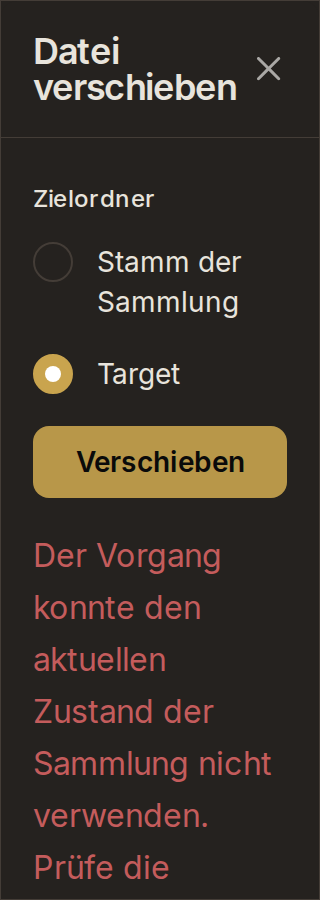 Datei
verschieben
Zielordner
Stamm der
Sammlung
Target
Verschieben
Der Vorgang
konnte den
aktuellen
Zustand der
Sammlung nicht
verwenden.
Prüfe die